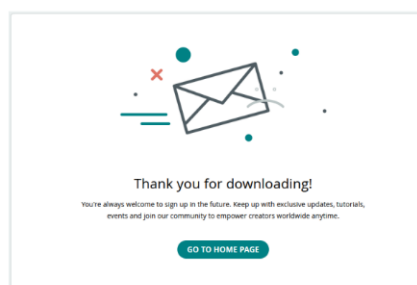 Thank you for downloading!
You're always welcome to sign up in the future. Keep up with exclusive updates, tutorials,
events and join our community to empower creators worldwide anytime.
GO TO HOME PAGE